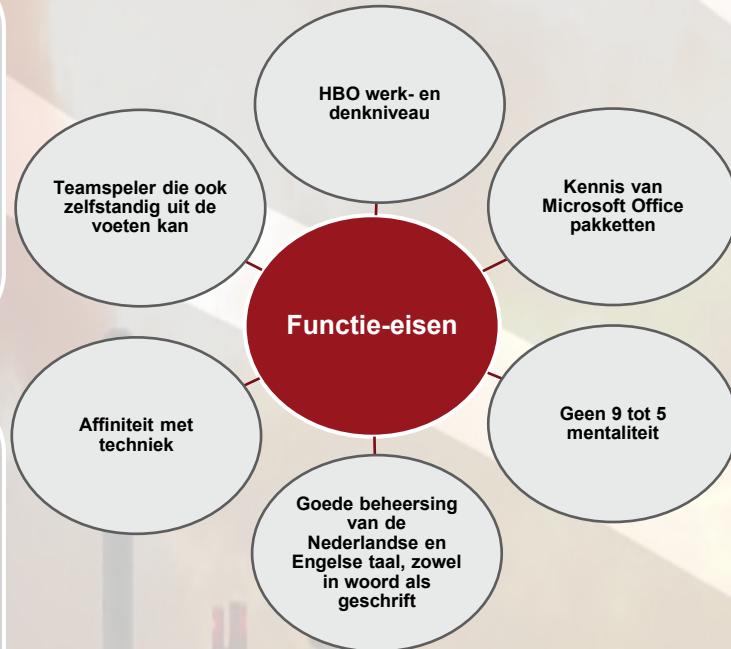 HBO werk- en
denkniveau
Teamspeler die ook
zelfstandig uit de
voeten kan
Kennis van
Microsoft Office
pakketten
Functie-eisen
Affiniteit met
techniek
Geen 9 tot 5
mentaliteit
Goede beheersing
van de
Nederlandse en
Engelse taal, zowel
in woord als
geschrift